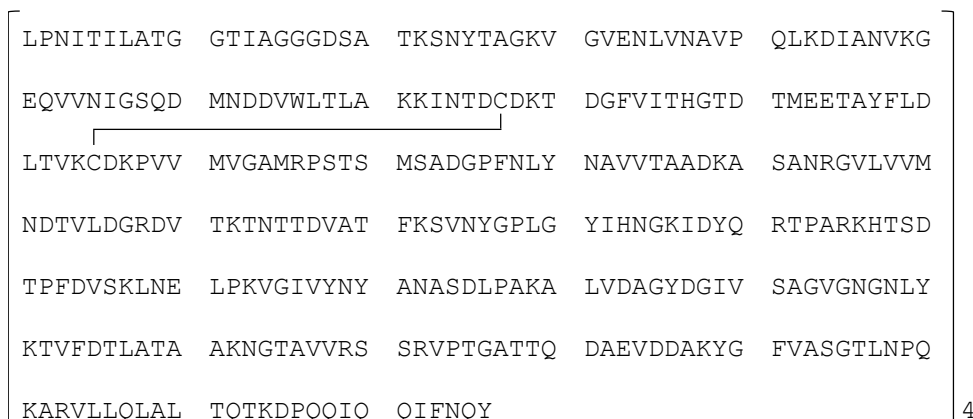 LPNITILATG GTIAGGGDSA TKSNYTAGKV GVENLVNAVP QLKDIANVKG
EQVVNIGSQD MNDDVWLTLA KKINTDCDKT DGFVITHGTD TMEETAYFLD
LTVKCDKPVV MVGAMRPSTS MSADGPFNLY NAVVTAADKA SANRGVLVVM
NDTVLDGRDV TKTNTTDVAT FKSVNYGPLG YIHNGKIDYQ RTPARKHTSD
TPFDVSKLNE LPKVGIVYNY ANASDLPAKA LVDAGYDGIV SAGVGNGNLY
KTVFDTLATA AKNGTAVVRS SRVPTGATTQ DAEVDDAKYG FVASGTLNPQ
KARVLLQLAL TQTKDPQQIQ QIFNQY 4